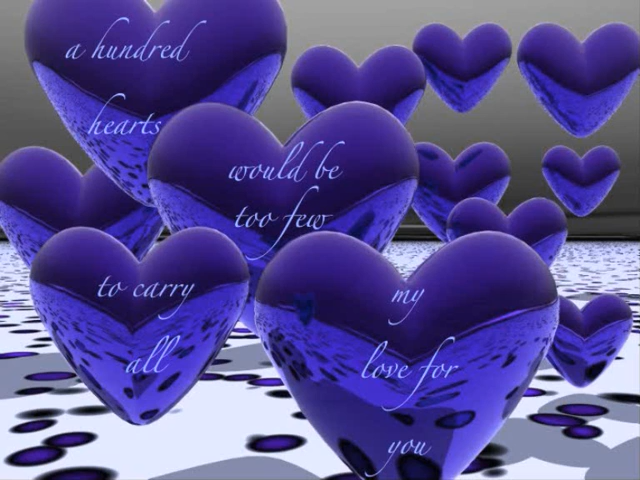 a hundred
hearts
would be
too few
to carry
all
my
love for
you